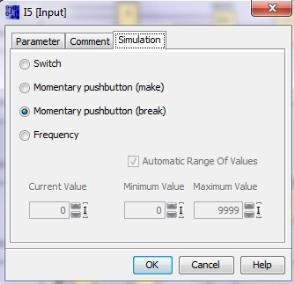 I5 [Input]
Parameter Comment Simulation
Switch
Momentary pushbutton (make)
Momentary pushbutton (break)
Frequency
Automatic Range Of Values
Current Value Minimum Value Maximum Value
0 0 9999
OK Cancel Help